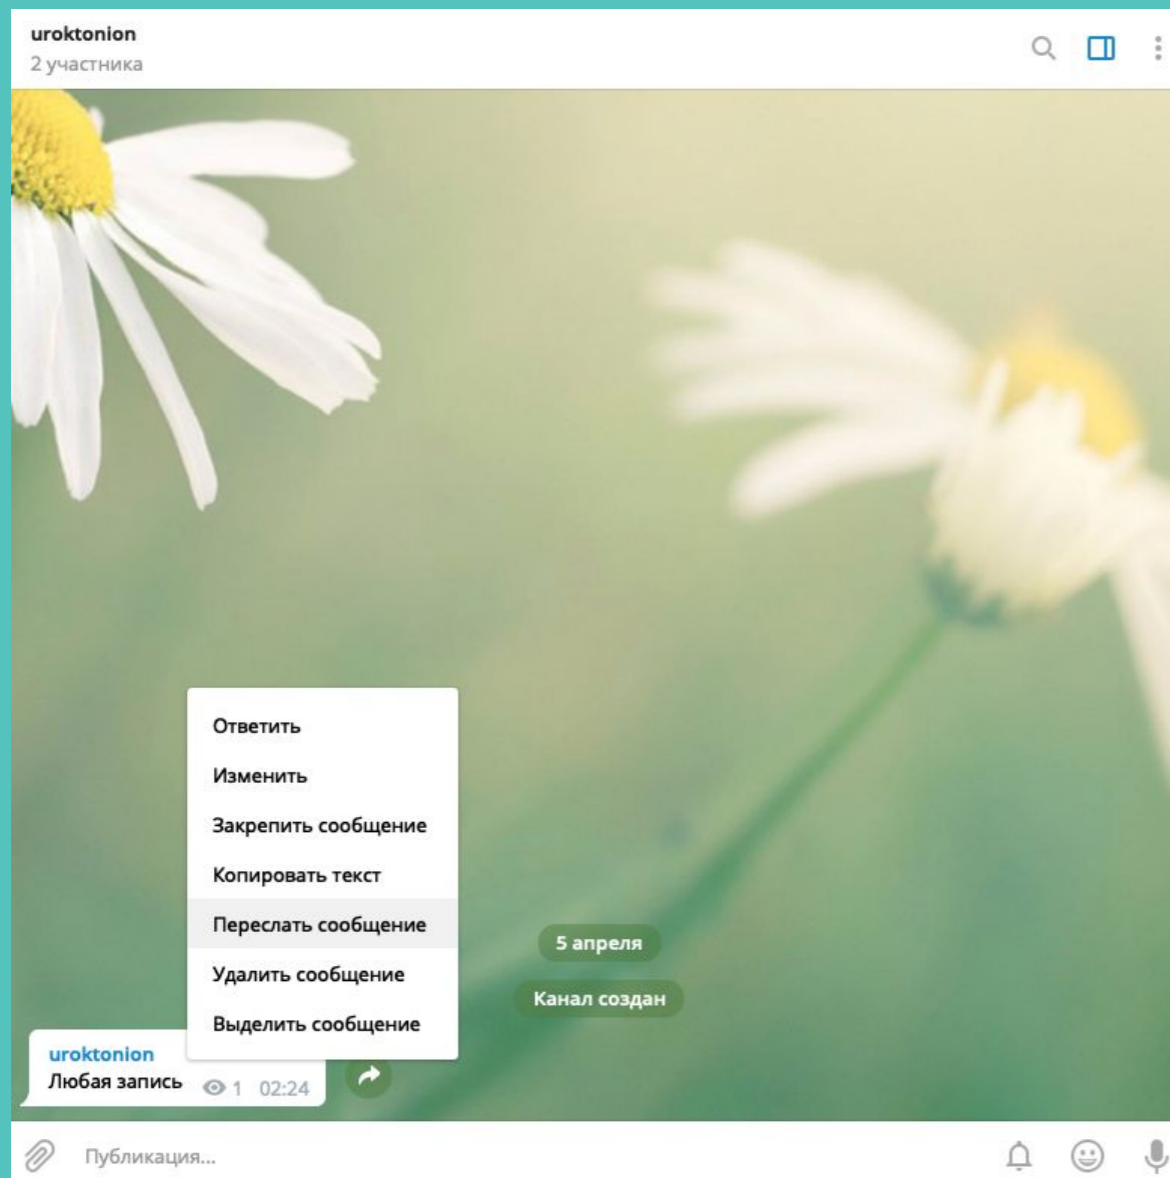 uroktonion
2 участника
Ответить
Изменить
Закрепить сообщение
Копировать текст
Переслать сообщение
Удалить сообщение
Выделить сообщение
5 апреля
Канал создан
uroktonion
Любая запись 1 02:24
Публикация...